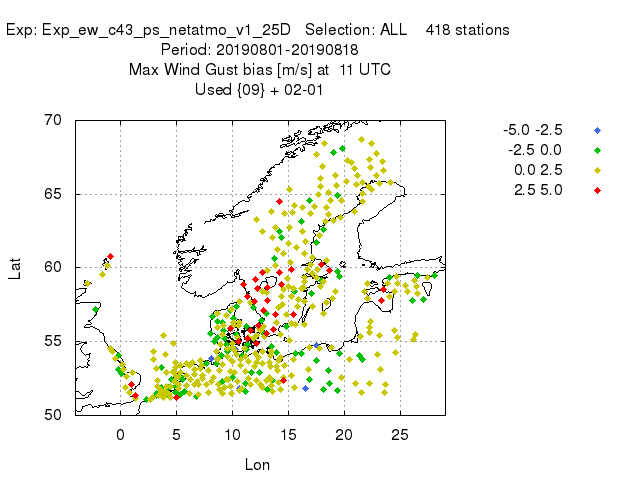 Exp: Exp_ew_c43_ps_netatmo_v1_25D Selection: ALL 418 stations
Period: 20190801-20190818
Max Wind Gust bias [m/s] at 11 UTC
Used {09} + 02-01
-5.0 -2.5
-2.5 0.0
0.0 2.5
2.5 5.0
70
65
60
55
50
Lat
0 5 10 15 20 25
Lon